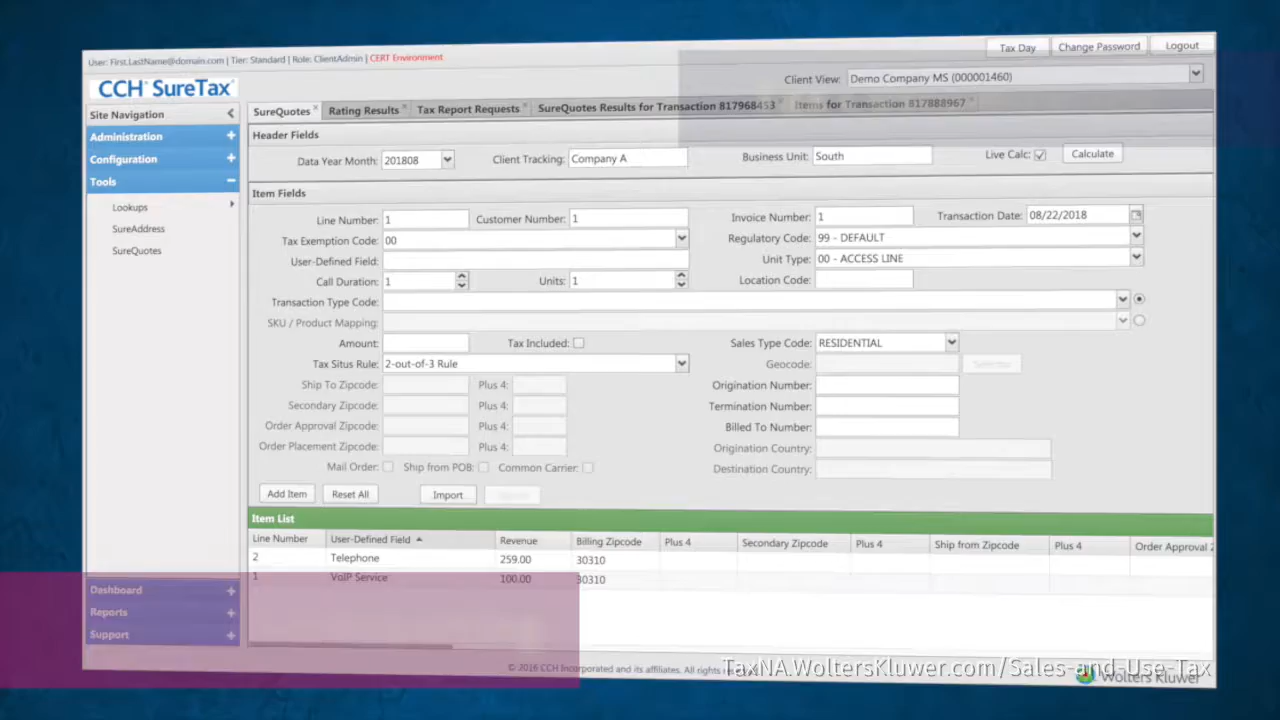 User: First.LastName@domain.com | Tier: Standard | Role: ClientAdmin | CERT Environment
Tax Day Change Password Logout
CCH® SureTax®
Client View: Demo Company MS (000001460)
Site Navigation
Administration
Configuration
Tools
Lookups
SureAddress
SureQuotes
Dashboard
Reports
Support
SureQuotes × Rating Results × Tax Report Requests × SureQuotes Results for Transaction 817968453 × Items for Transaction 817888967 ×
Header Fields
Data Year Month: 201808 Client Tracking: Company A Business Unit: South Live Calc: Calculate
Item Fields
Line Number: 1 Customer Number: 1 Invoice Number: 1 Transaction Date: 08/22/2018
Tax Exemption Code: 00 Regulatory Code: 99 - DEFAULT
User-Defined Field: Unit Type: 00 - ACCESS LINE
Call Duration: 1 Units: 1 Location Code:
Transaction Type Code:
SKU / Product Mapping:
Amount: Tax Included: Sales Type Code: RESIDENTIAL
Tax Situs Rule: 2-out-of-3 Rule Geocode:
Ship To Zipcode: Plus 4: Origination Number:
Secondary Zipcode: Plus 4: Termination Number:
Order Approval Zipcode: Plus 4: Billed To Number:
Order Placement Zipcode: Plus 4: Origination Country:
Mail Order: Ship from POB: Common Carrier: Destination Country:
Add Item Reset All Import
Item List
Line Number User-Defined Field Revenue Billing Zipcode Plus 4 Secondary Zipcode Plus 4 Ship from Zipcode Plus 4 Order Approval
2 Telephone 259.00 30310
1 VoIP Service 100.00 30310
© 2016 CCH Incorporated and its affiliates. All rights
TaxNA.WoltersKluwer.com/Sales-and-Use-Tax
Wolters Kluwer